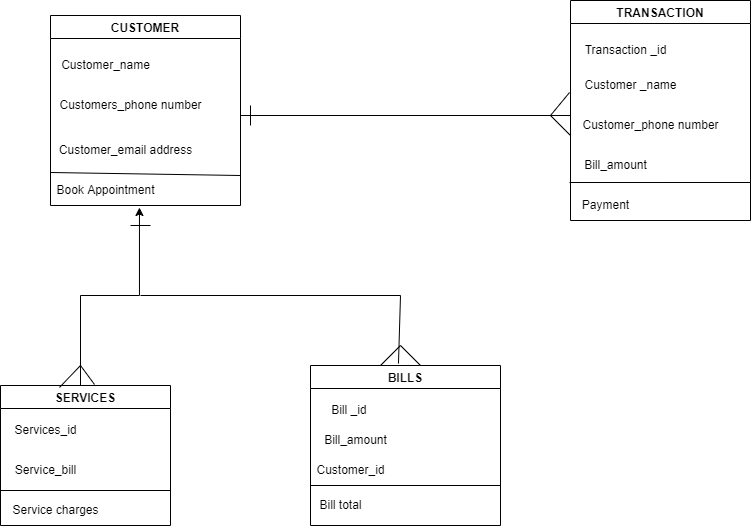 CUSTOMER
Customer_name
Customers_phone number
Customer_email address
Book Appointment
TRANSACTION
Transaction _id
Customer _name
Customer_phone number
Bill_amount
Payment
SERVICES
Services_id
Service_bill
Service charges
BILLS
Bill _id
Bill_amount
Customer_id
Bill total